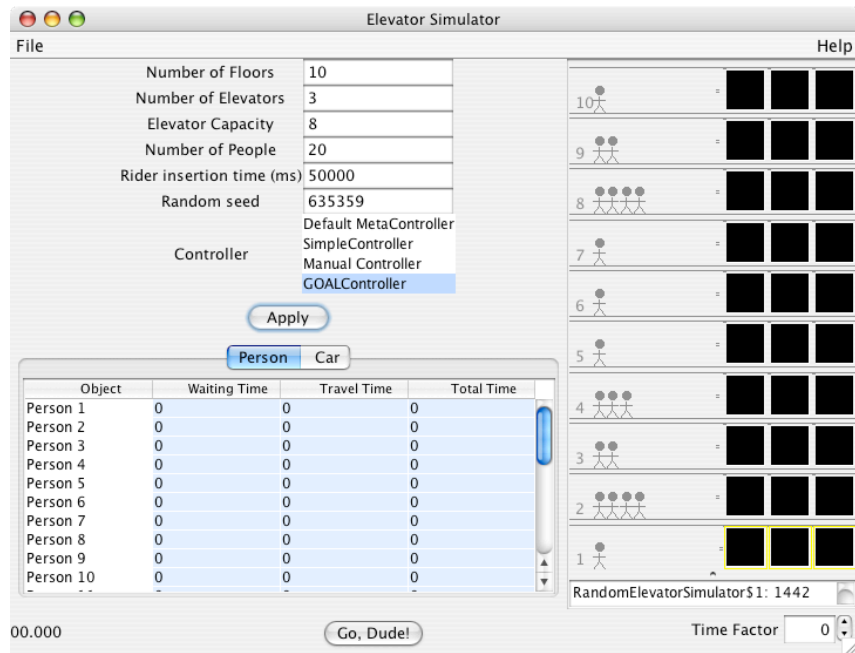 Elevator Simulator
File Help
Number of Floors 10
Number of Elevators 3
Elevator Capacity 8
Number of People 20
Rider insertion time (ms) 50000
Random seed 635359
Controller
Default MetaController
SimpleController
Manual Controller
GOALController
Apply
Person Car
Object Waiting Time Travel Time Total Time
Person 1 0 0 0
Person 2 0 0 0
Person 3 0 0 0
Person 4 0 0 0
Person 5 0 0 0
Person 6 0 0 0
Person 7 0 0 0
Person 8 0 0 0
Person 9 0 0 0
Person 10 0 0 0
10
9
8
7
6
5
4
3
2
1
RandomElevatorSimulator$1: 1442
00.000
Go, Dude!
Time Factor 0